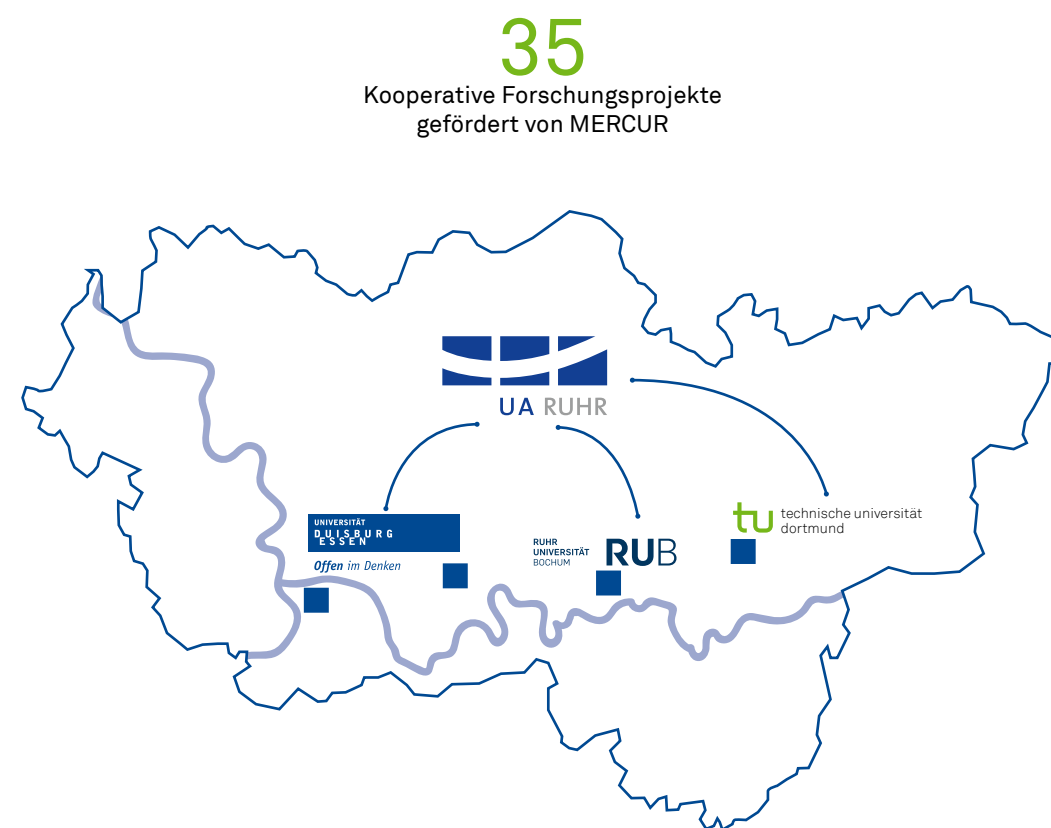 35
Kooperative Forschungsprojekte
gefördert von MERCUR
UA RUHR
UNIVERSITÄT
DUISBURG
ESSEN
Offen im Denken
RUHR
UNIVERSITÄT
BOCHUM
RUB
tu
technische universität
dortmund